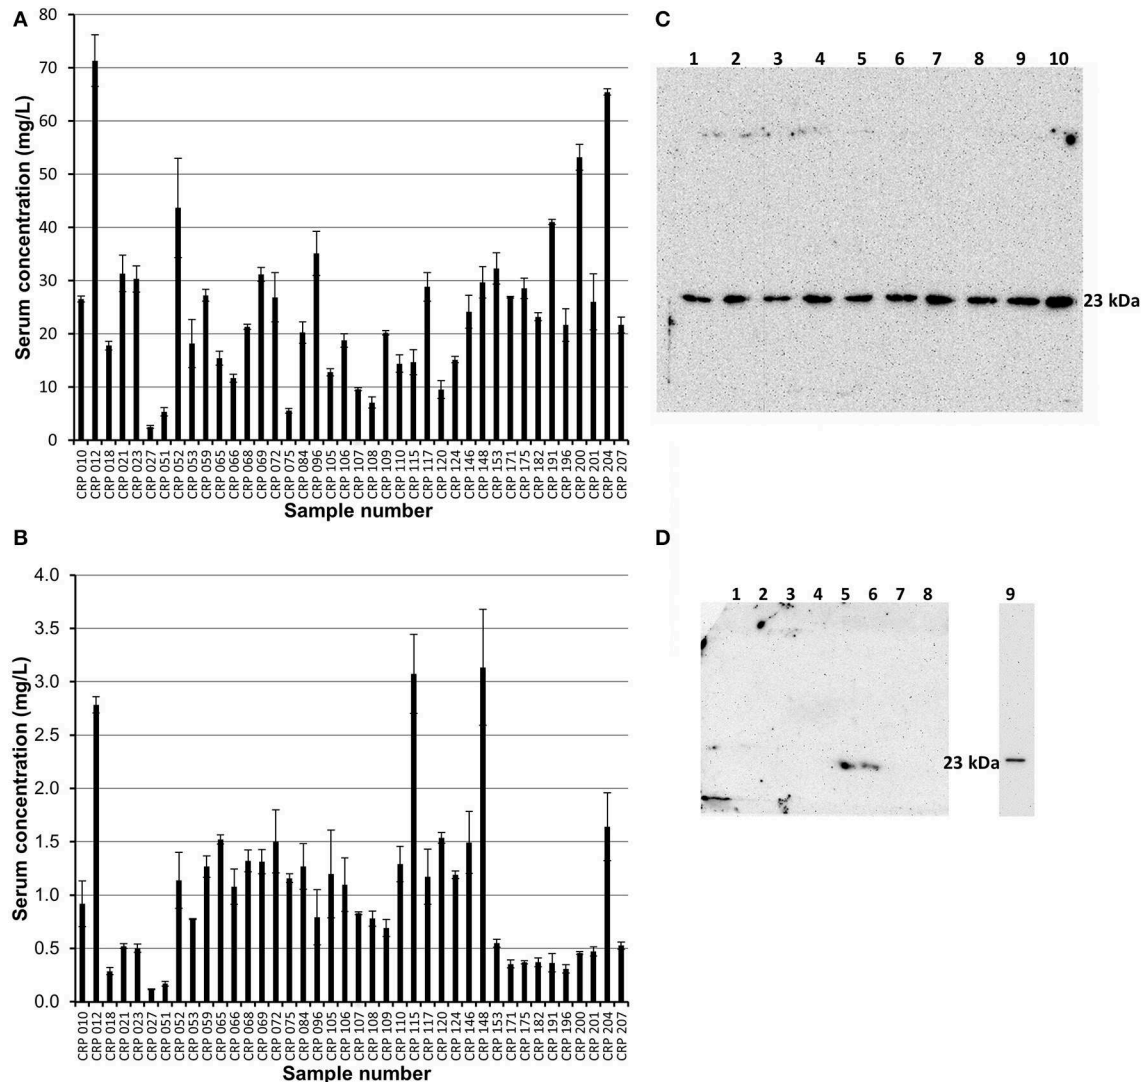 A
80
70
60
50
40
30
20
10
0
Serum concentration (mg/L)
CRP 010
CRP 012
CRP 018
CRP 021
CRP 023
CRP 027
CRP 051
CRP 052
CRP 053
CRP 059
CRP 065
CRP 066
CRP 068
CRP 069
CRP 072
CRP 075
CRP 084
CRP 096
CRP 105
CRP 106
CRP 107
CRP 108
CRP 109
CRP 110
CRP 115
CRP 117
CRP 120
CRP 124
CRP 146
CRP 148
CRP 153
CRP 171
CRP 175
CRP 182
CRP 191
CRP 196
CRP 200
CRP 201
CRP 204
CRP 207
Sample number
C
1 2 3 4 5 6 7 8 9 10
23 kDa
B
4.0
3.5
3.0
2.5
2.0
1.5
1.0
0.5
0.0
Serum concentration (mg/L)
CRP 010
CRP 012
CRP 018
CRP 021
CRP 023
CRP 027
CRP 051
CRP 052
CRP 053
CRP 059
CRP 065
CRP 066
CRP 068
CRP 069
CRP 072
CRP 075
CRP 084
CRP 096
CRP 105
CRP 106
CRP 107
CRP 108
CRP 109
CRP 110
CRP 115
CRP 117
CRP 120
CRP 124
CRP 146
CRP 148
CRP 153
CRP 171
CRP 175
CRP 182
CRP 191
CRP 196
CRP 200
CRP 201
CRP 204
CRP 207
Sample number
D
1 2 3 4 5 6 7 8 9
23 kDa